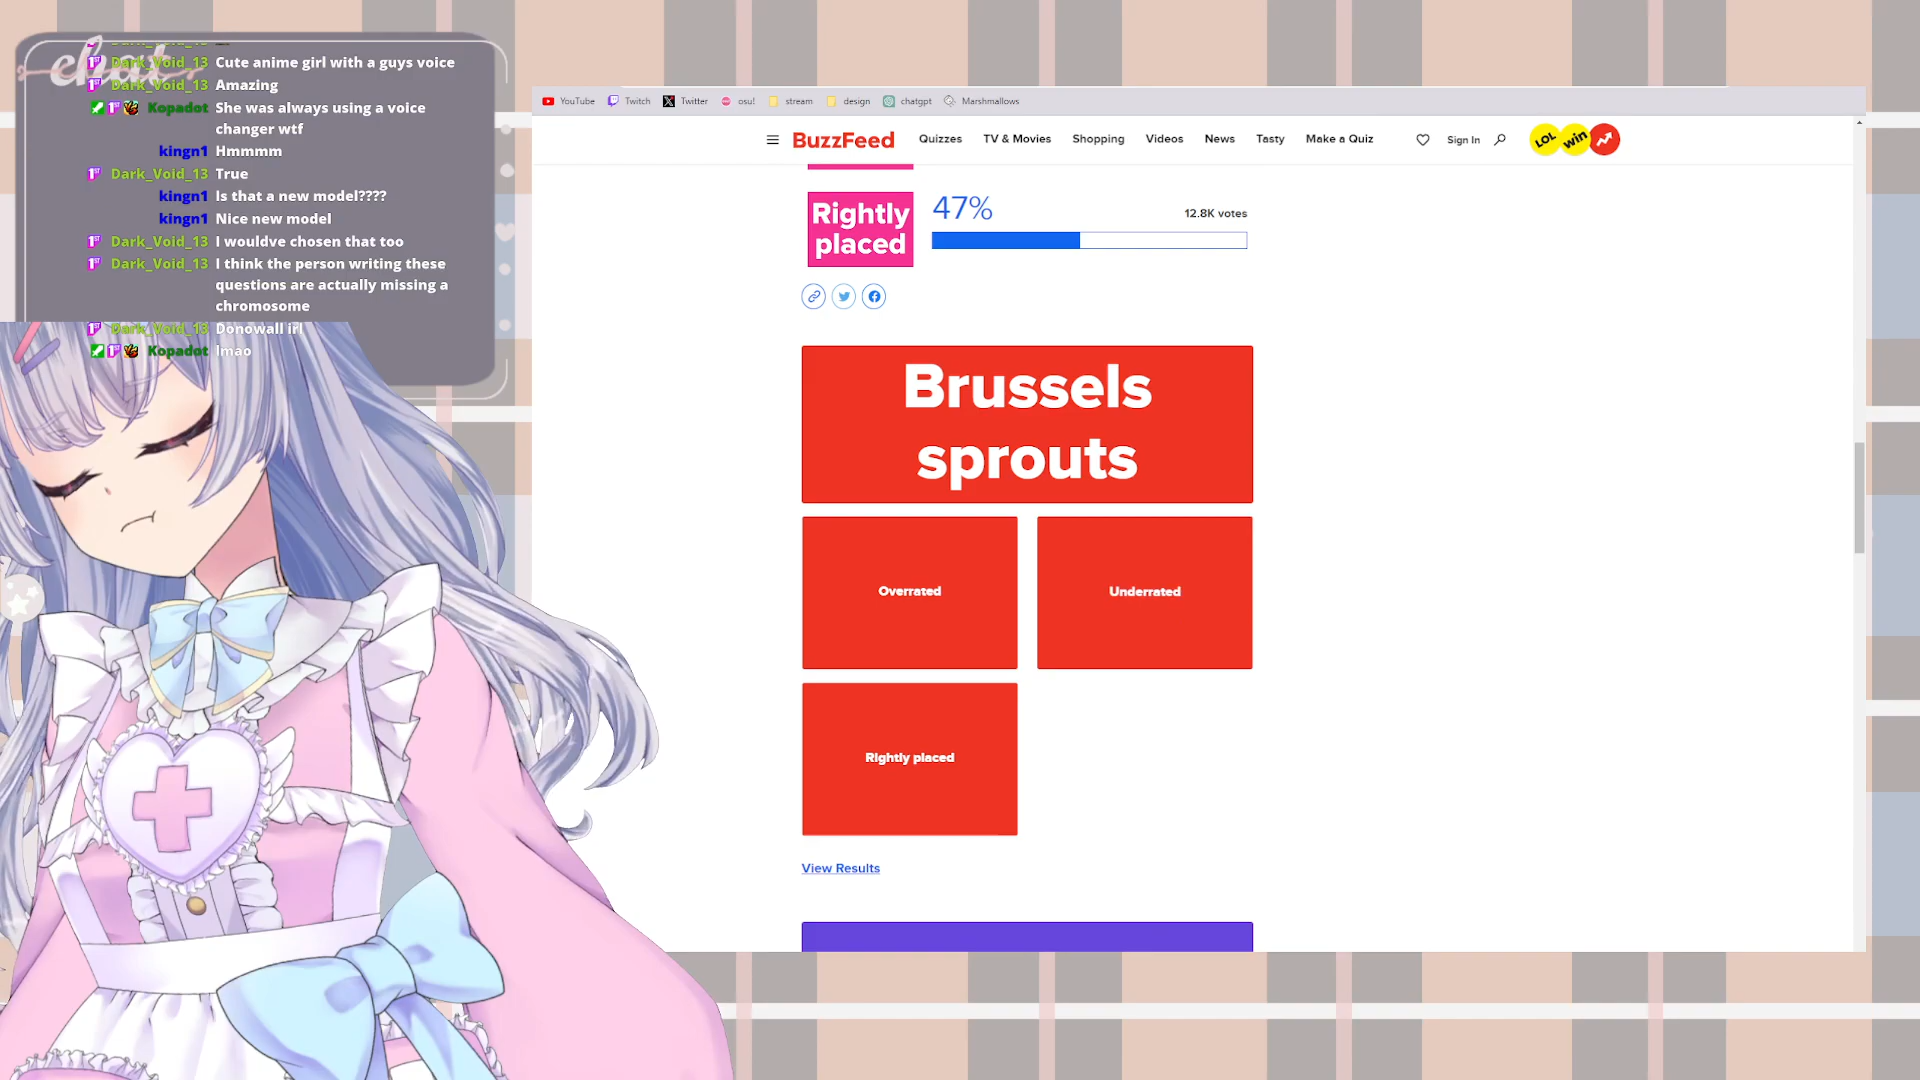 chat
Dark_Void_13 Cute anime girl with a guys voice
Dark_Void_13 Amazing
Kopadot She was always using a voice
changer wtf
kingn1 Hmmmm
Dark_Void_13 True
kingn1 Is that a new model????
kingn1 Nice new model
Dark_Void_13 I wouldve chosen that too
Dark_Void_13 I think the person writing these
questions are actually missing a
chromosome
Dark_Void_13 Donowall irl
Kopadot lmao
YouTube Twitch Twitter osu! stream design chatgpt Marshmallows
BuzzFeed Quizzes TV & Movies Shopping Videos News Tasty Make a Quiz Sign In LOL win
Rightly
placed
47%
12.8K votes
Brussels
sprouts
Overrated
Underrated
Rightly placed
View Results